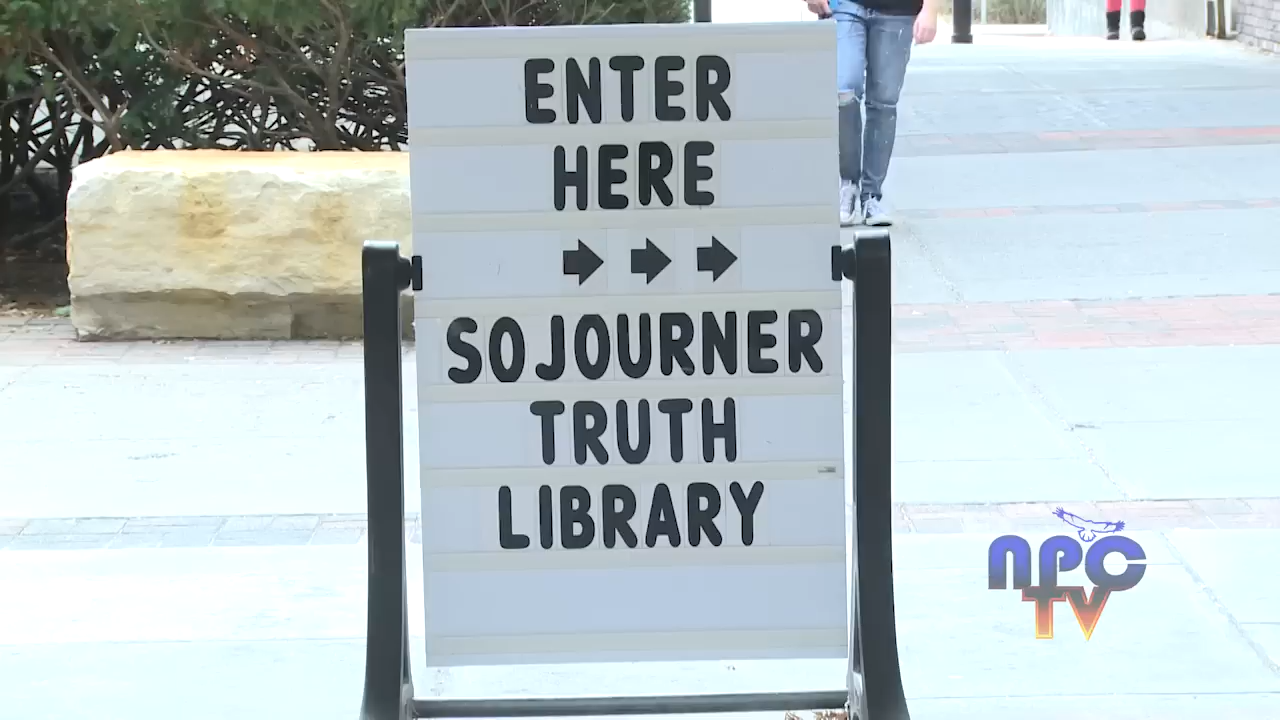 ENTER
HERE
→ → →
SOJOURNER
TRUTH
LIBRARY
NPC
TV